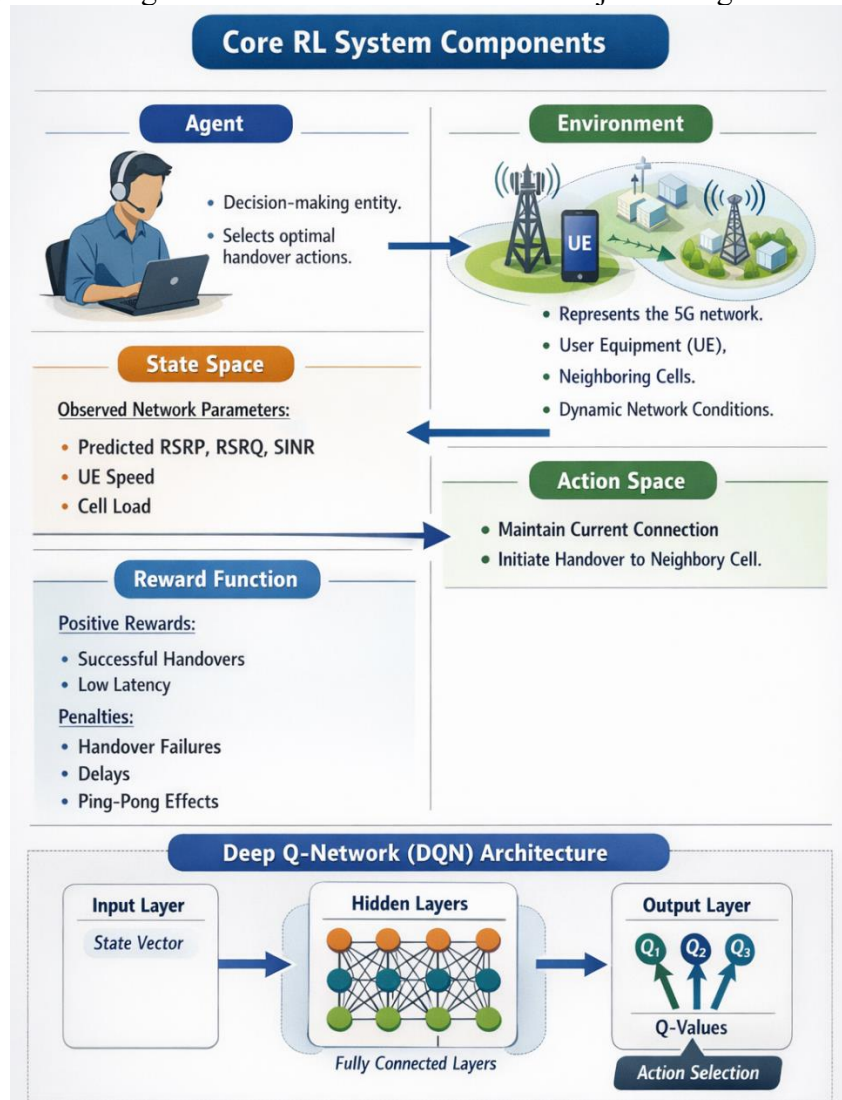 Core RL System Components
Agent
• Decision-making entity.
• Selects optimal
handover actions.
Environment
UE
• Represents the 5G network.
• User Equipment (UE),
• Neighboring Cells.
• Dynamic Network Conditions.
State Space
Observed Network Parameters:
• Predicted RSRP, RSRQ, SINR
• UE Speed
• Cell Load
Action Space
• Maintain Current Connection
• Initiate Handover to Neighbory Cell.
Reward Function
Positive Rewards:
• Successful Handovers
• Low Latency
Penalties:
• Handover Failures
• Delays
• Ping-Pong Effects
Deep Q-Network (DQN) Architecture
Input Layer
State Vector
Hidden Layers
Fully Connected Layers
Output Layer
Q1 Q2 Q3
Q-Values
Action Selection